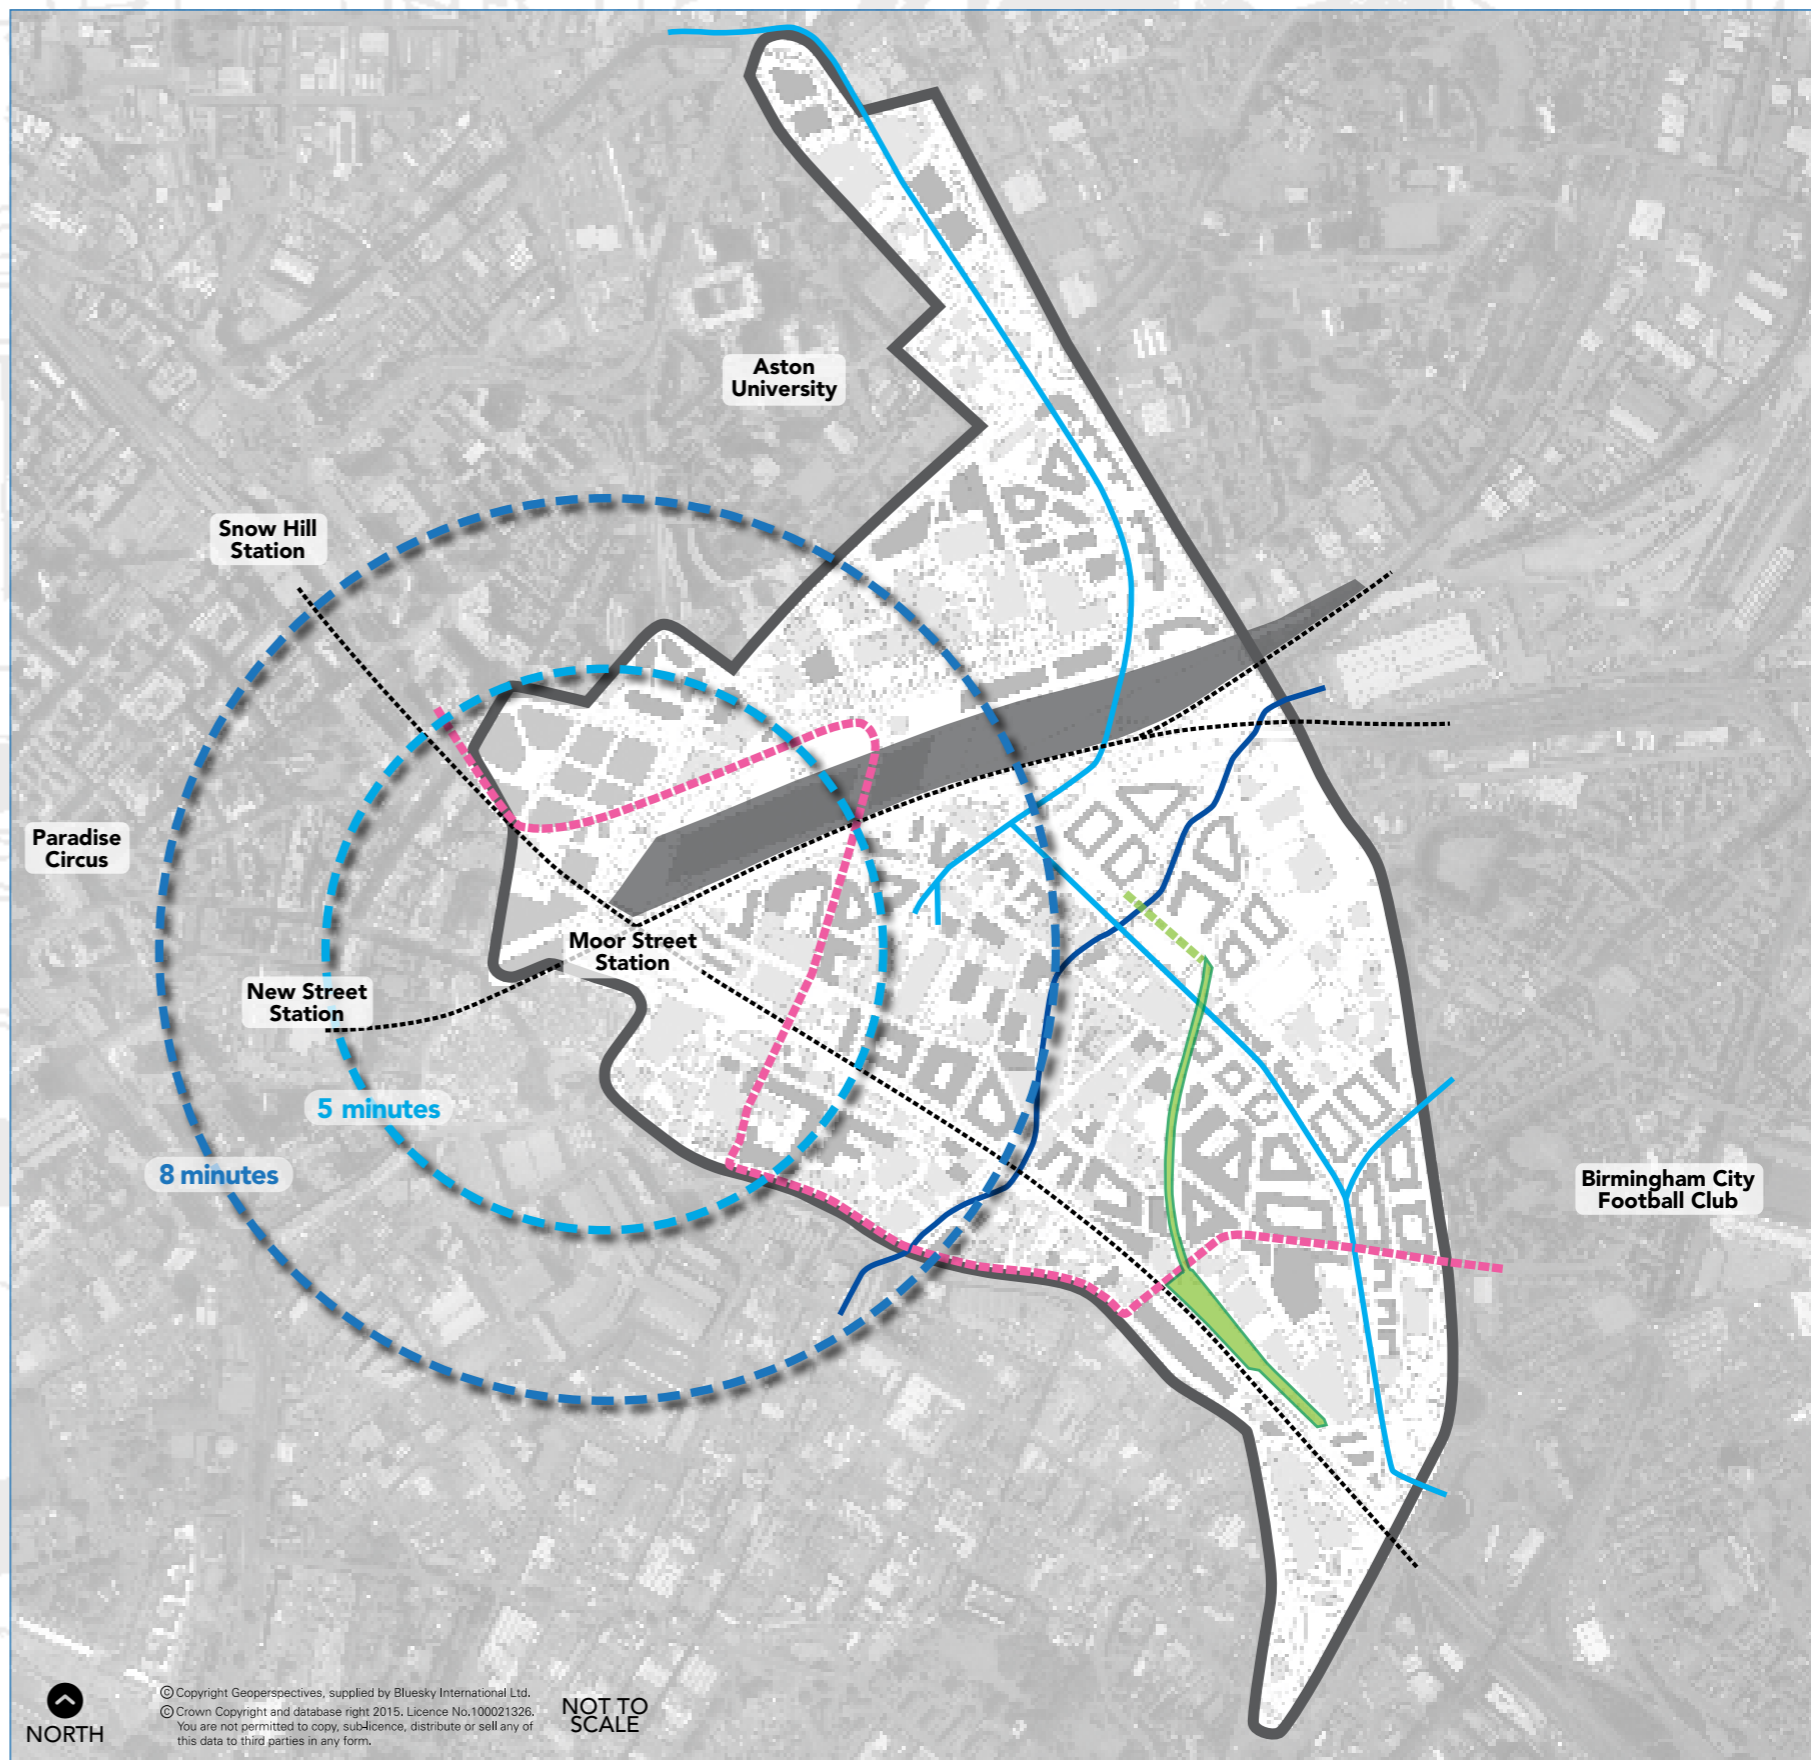 Aston
University
Snow Hill
Station
Paradise
Circus
Moor Street
Station
New Street
Station
5 minutes
8 minutes
Birmingham City
Football Club
NORTH
© Copyright Geoperspectives, supplied by Bluesky International Ltd.
© Crown Copyright and database right 2015. Licence No.100021326.
You are not permitted to copy, sub-licence, distribute or sell any of
this data to third parties in any form.
NOT TO
SCALE